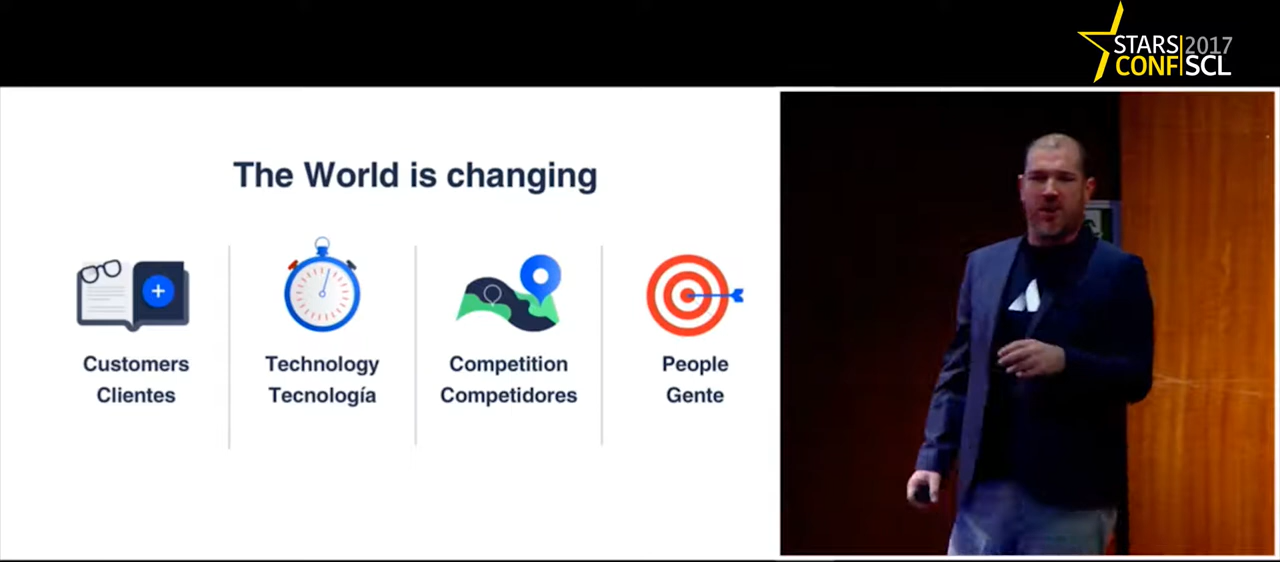 STARS 2017
CONF SCL
The World is changing
Customers
Clientes
Technology
Tecnología
Competition
Competidores
People
Gente